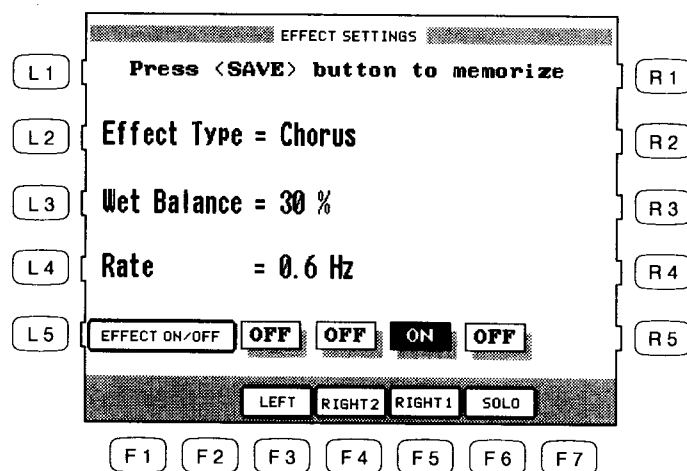 EFFECT SETTINGS
L1 Press <SAVE> button to memorize R1
L2 Effect Type = Chorus R2
L3 Wet Balance = 30 % R3
L4 Rate = 0.6 Hz R4
L5 EFFECT ON/OFF OFF OFF ON OFF R5
LEFT RIGHT2 RIGHT1 SOLO
F1 F2 F3 F4 F5 F6 F7